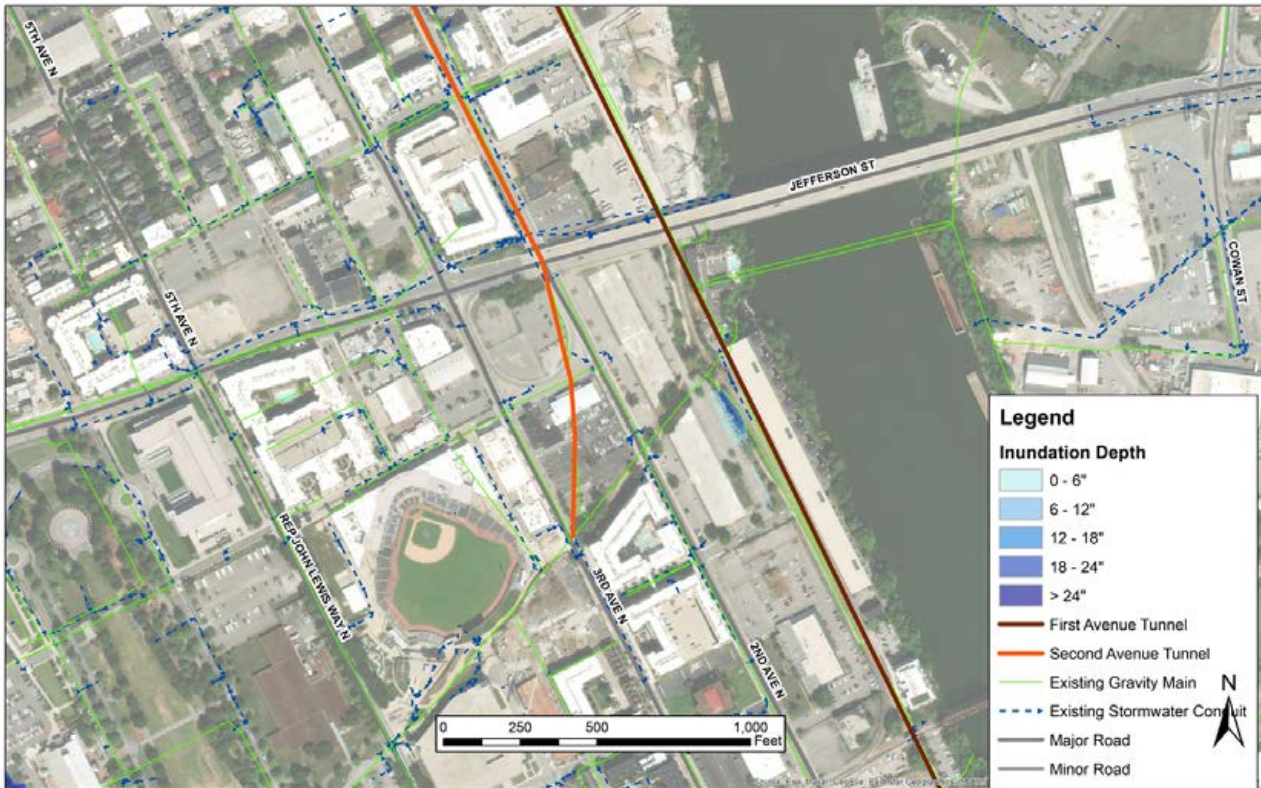 5TH AVE N
JEFFERSON ST
COWAN ST
5TH AVE N
REP. JOHN LEWIS WAY N
3RD AVE N
2ND AVE N
0 250 500 1,000
Feet
Legend
Inundation Depth
0 - 6"
6 - 12"
12 - 18"
18 - 24"
> 24"
First Avenue Tunnel
Second Avenue Tunnel
Existing Gravity Main
Existing Stormwater Conduit
Major Road
Minor Road
N